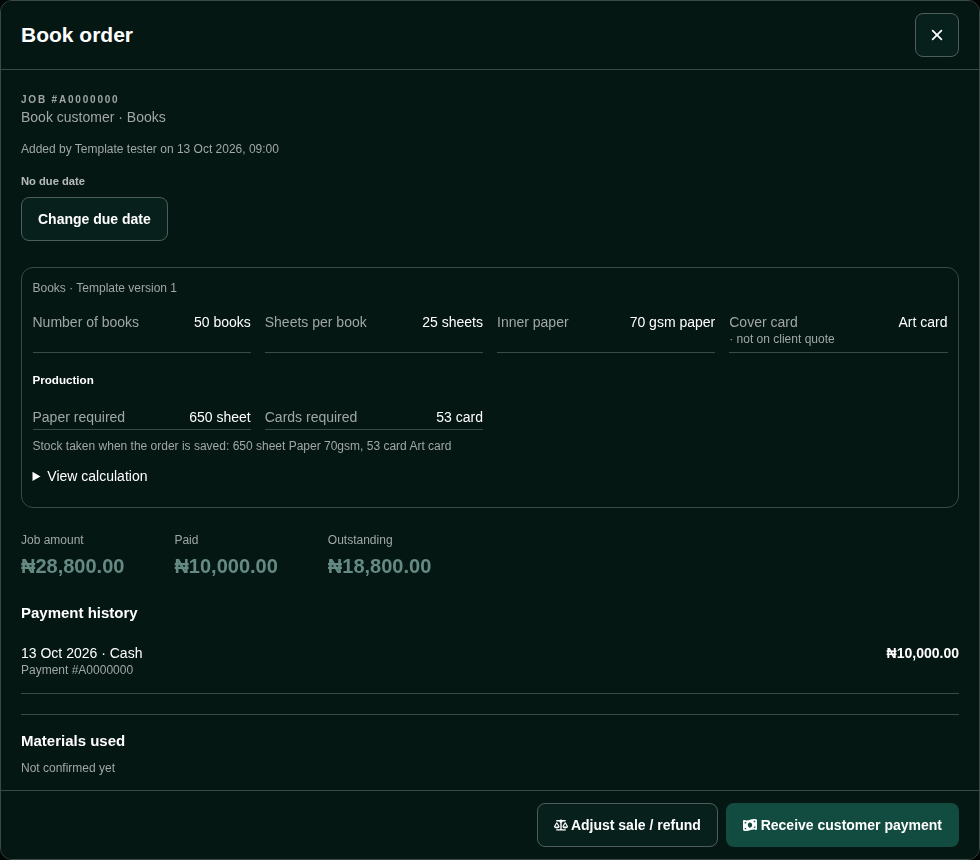 Book order
JOB #A0000000
Book customer · Books
Added by Template tester on 13 Oct 2026, 09:00
No due date
Change due date
Books · Template version 1
Number of books 50 books Sheets per book 25 sheets Inner paper 70 gsm paper Cover card Art card
· not on client quote
Production
Paper required 650 sheet Cards required 53 card
Stock taken when the order is saved: 650 sheet Paper 70gsm, 53 card Art card
View calculation
Job amount Paid Outstanding
₦28,800.00 ₦10,000.00 ₦18,800.00
Payment history
13 Oct 2026 · Cash ₦10,000.00
Payment #A0000000
Materials used
Not confirmed yet
Adjust sale / refund Receive customer payment